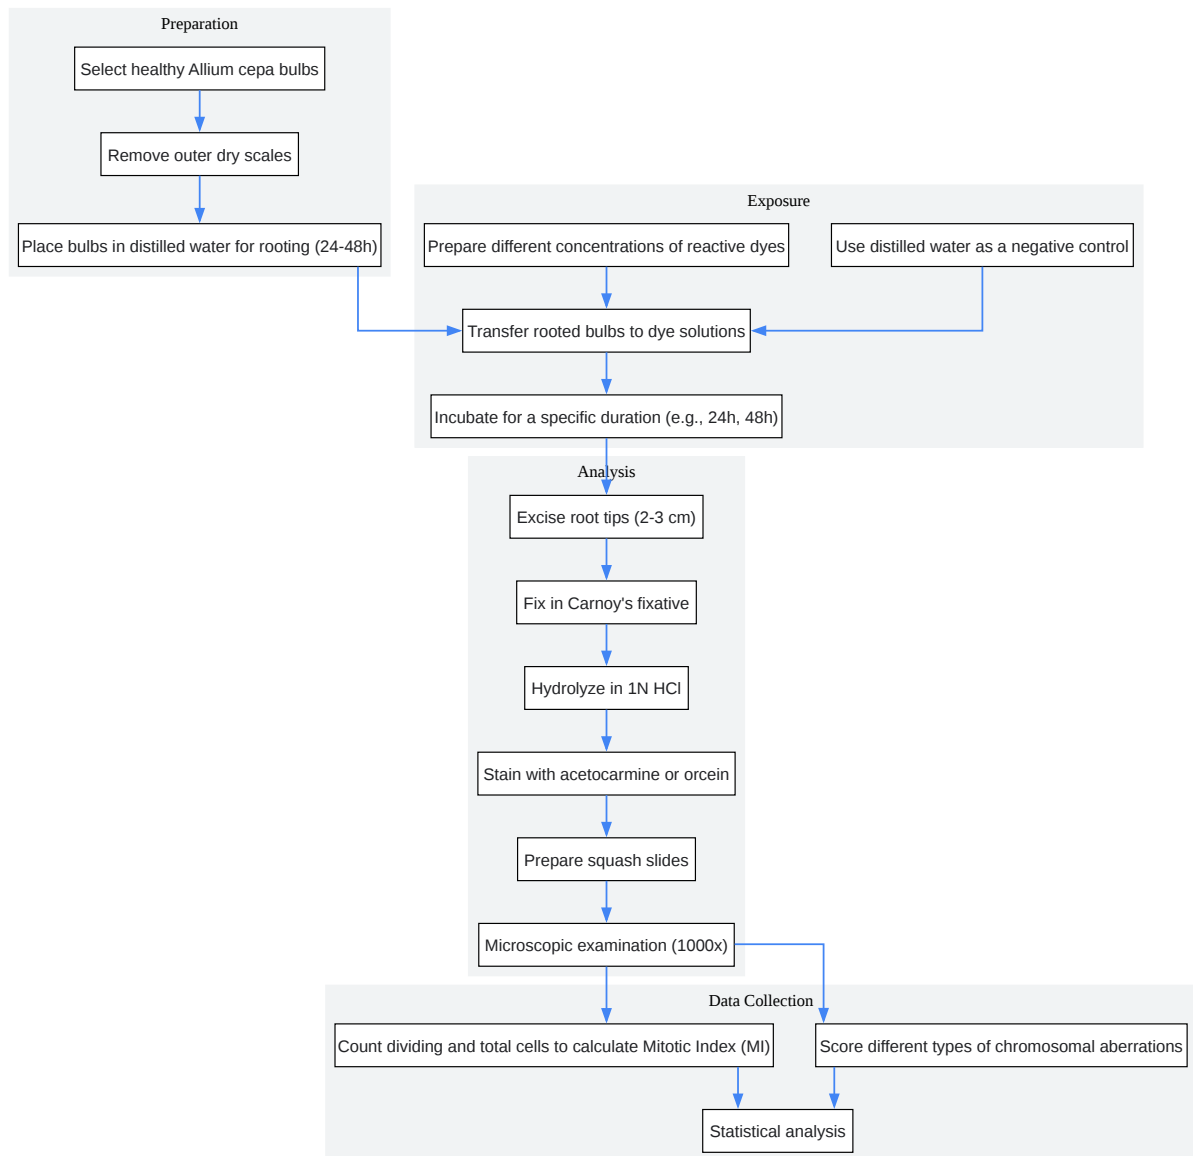 Preparation
Select healthy Allium cepa bulbs
Remove outer dry scales
Place bulbs in distilled water for rooting (24-48h)
Exposure
Prepare different concentrations of reactive dyes
Use distilled water as a negative control
Transfer rooted bulbs to dye solutions
Incubate for a specific duration (e.g., 24h, 48h)
Analysis
Excise root tips (2-3 cm)
Fix in Carnoy's fixative
Hydrolyze in 1N HCl
Stain with acetocarmine or orcein
Prepare squash slides
Microscopic examination (1000x)
Data Collection
Count dividing and total cells to calculate Mitotic Index (MI)
Score different types of chromosomal aberrations
Statistical analysis